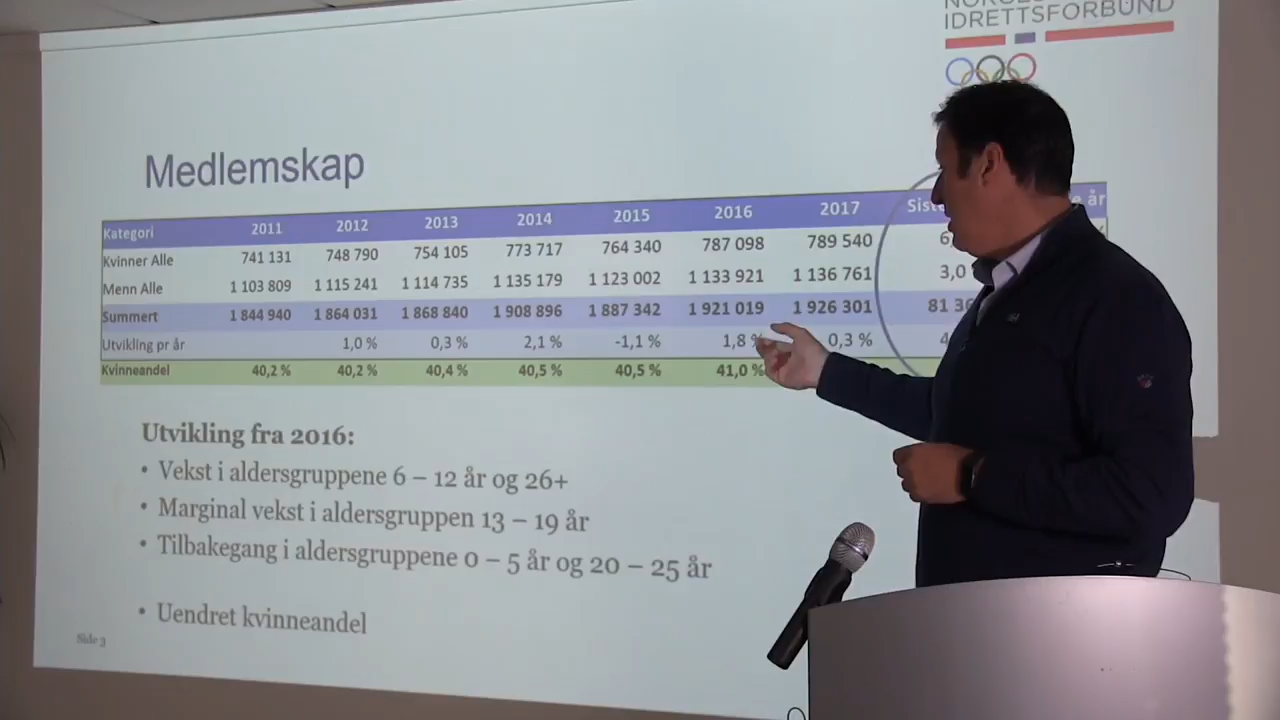 IDRETTSFORBUND
Medlemskap
Kategori 2011 2012 2013 2014 2015 2016 2017 år
Kvinner Alle 741 131 748 790 754 105 773 717 764 340 787 098 789 540
Menn Alle 1 103 809 1 115 241 1 114 735 1 135 179 1 123 002 1 133 921 1 136 761 3,0
Summert 1 844 940 1 864 031 1 868 840 1 908 896 1 887 342 1 921 019 1 926 301
Utvikling pr år 1,0 % 0,3 % 2,1 % -1,1 % 1,8 % 0,3 %
Kvinneandel 40,2 % 40,2 % 40,4 % 40,5 % 40,5 % 41,0 %
Utvikling fra 2016:
• Vekst i aldersgruppene 6 – 12 år og 26+
• Marginal vekst i aldersgruppen 13 – 19 år
• Tilbakegang i aldersgruppene 0 – 5 år og 20 – 25 år
• Uendret kvinneandel
Side 3